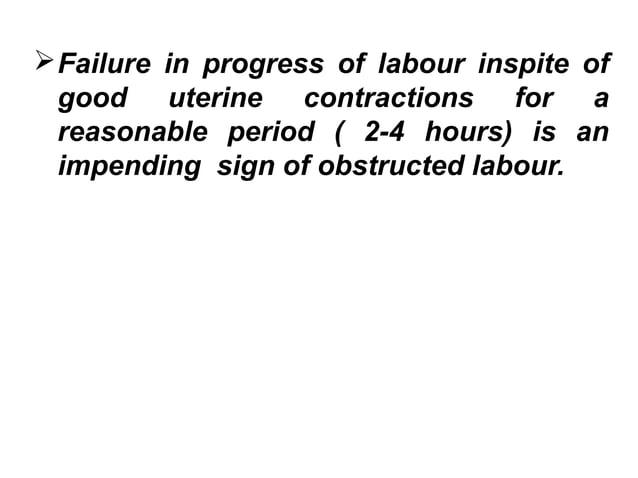 ➢Failure in progress of labour inspite of
good uterine contractions for a
reasonable period ( 2-4 hours) is an
impending sign of obstructed labour.